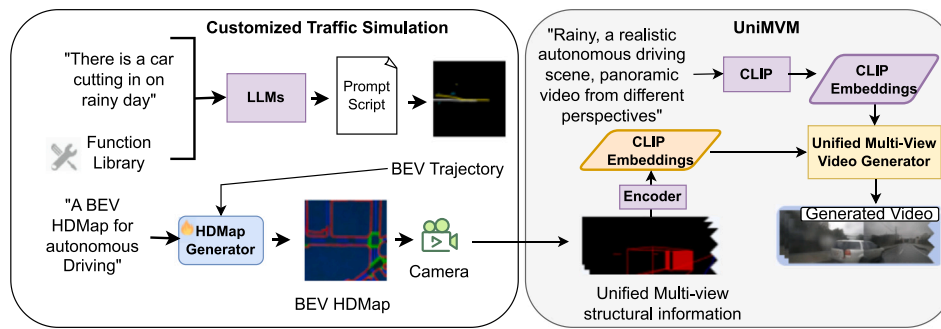 Customized Traffic Simulation
"There is a car
cutting in on
rainy day"
LLMs
Prompt
Script
Function
Library
BEV Trajectory
"A BEV
HDMap for
autonomous
Driving"
HDMap
Generator
BEV HDMap
Camera
UniMVM
"Rainy, a realistic
autonomous driving
scene, panoramic
video from different
perspectives"
CLIP
CLIP
Embeddings
CLIP
Embeddings
Unified Multi-View
Video Generator
Encoder
Generated Video
Unified Multi-view
structural information